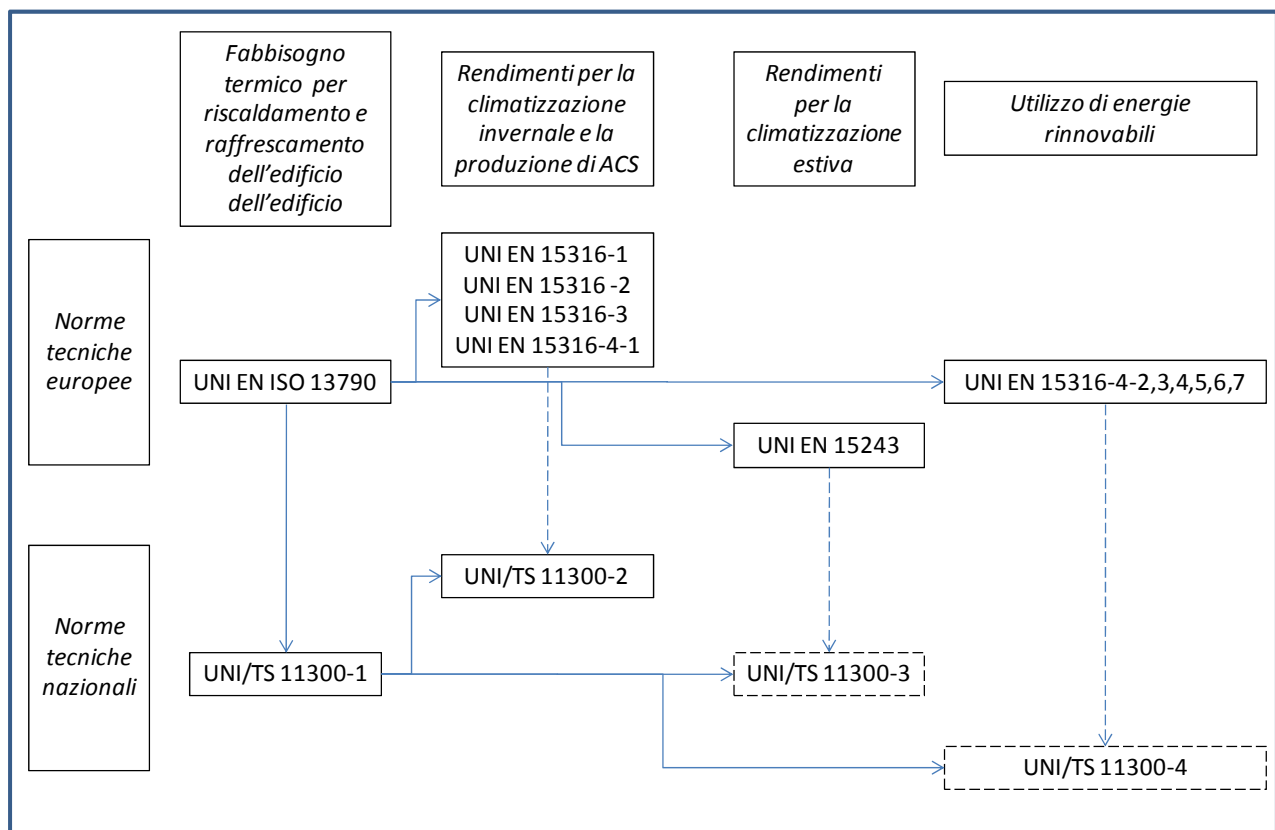 Fabbisogno
termico per
riscaldamento e
raffrescamento
dell'edificio
dell'edificio
Rendimenti per la
climatizzazione
invernale e la
produzione di ACS
Rendimenti
per la
climatizzazione
estiva
Utilizzo di energie
rinnovabili
Norme
tecniche
europee
UNI EN ISO 13790
UNI EN 15316-1
UNI EN 15316 -2
UNI EN 15316-3
UNI EN 15316-4-1
UNI EN 15243
UNI EN 15316-4-2,3,4,5,6,7
Norme
tecniche
nazionali
UNI/TS 11300-1
UNI/TS 11300-2
UNI/TS 11300-3
UNI/TS 11300-4